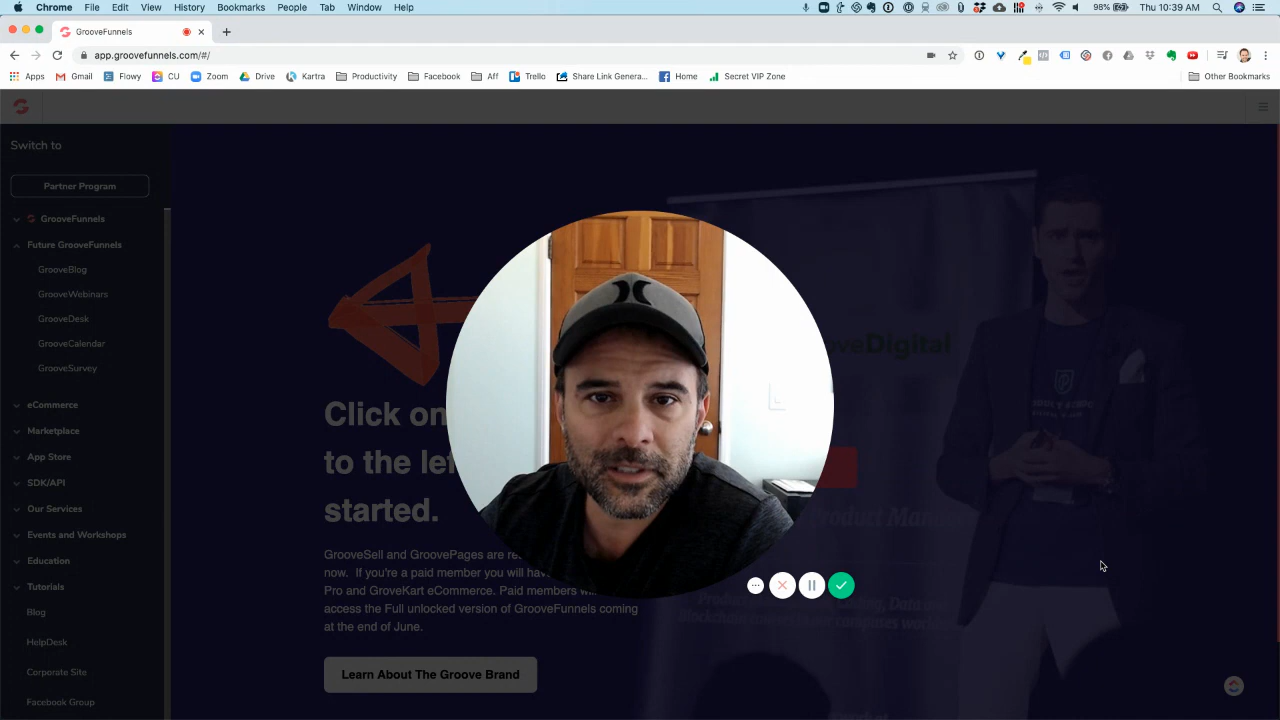 Chrome File Edit View History Bookmarks People Tab Window Help
98% Thu 10:39 AM
GrooveFunnels
app.groovefunnels.com/#/
Apps Gmail Flowy CU Zoom Drive Kartra Productivity Facebook Aff Trello Share Link Genera... Home Secret VIP Zone Other Bookmarks
Switch to
Partner Program
GrooveFunnels
Future GrooveFunnels
GrooveBlog
GrooveWebinars
GrooveDesk
GrooveCalendar
GrooveSurvey
eCommerce
Marketplace
App Store
SDK/API
Our Services
Events and Workshops
Education
Tutorials
Blog
HelpDesk
Corporate Site
Facebook Group
oveDigital
Click on
to the le
started.
Product Man
GrooveSell and GroovePages are re
now. If you're a paid member you will hav
Pro and GroveKart eCommerce. Paid members w
access the Full unlocked version of GrooveFunnels coming
at the end of June.
Learn About The Groove Brand